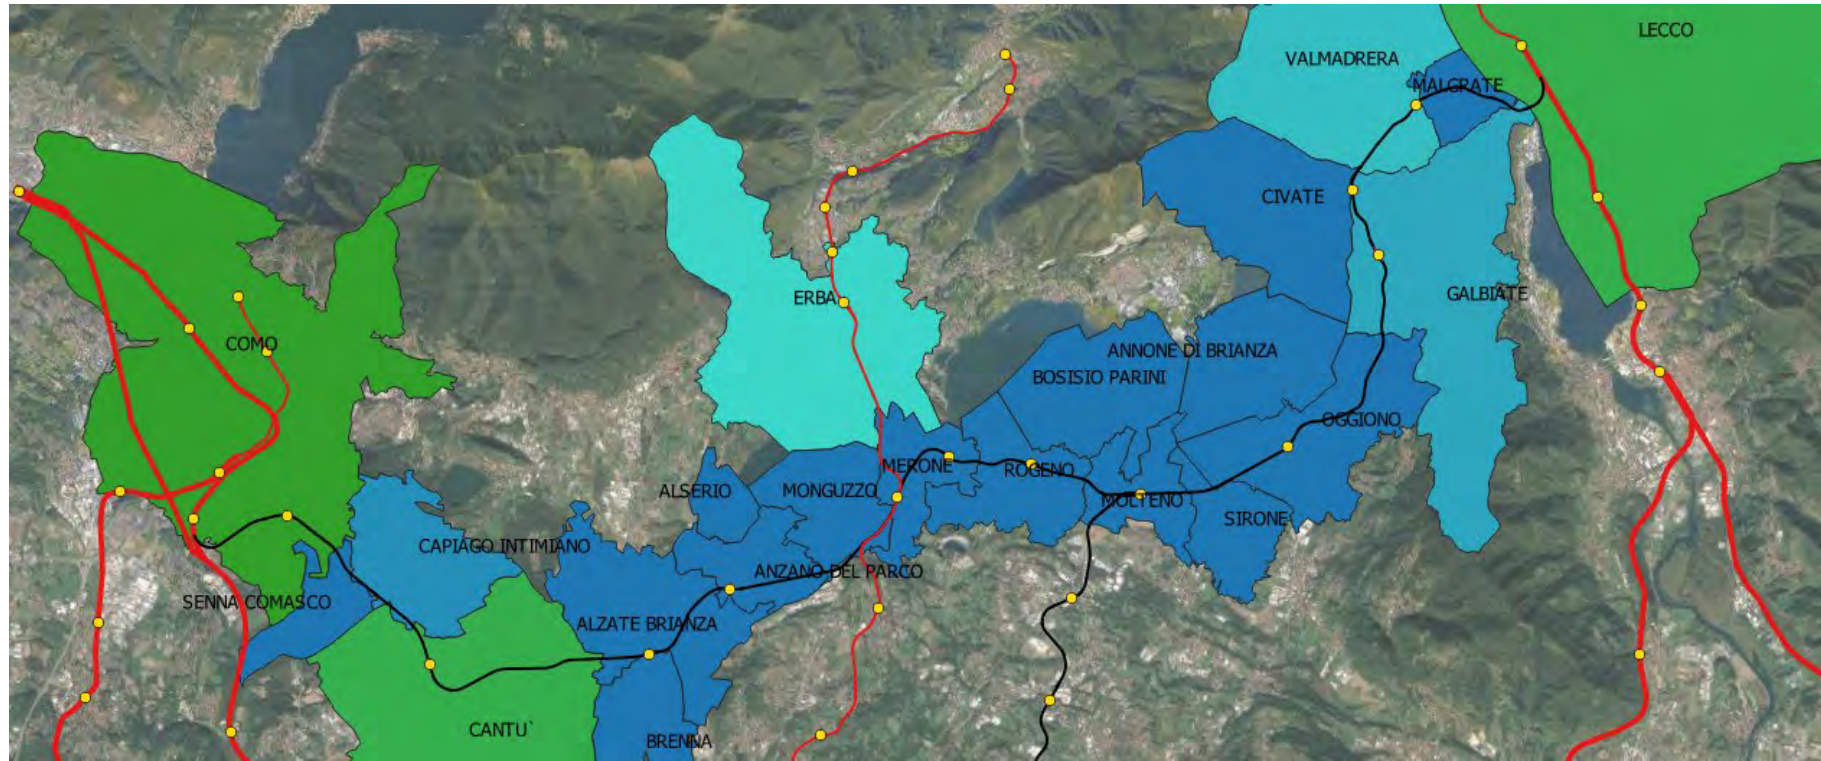 LECCO
VALMADRERA
MALGRATE
CIVATE
GALBIATE
ERBA
COMO
ANNONE DI BRIANZA
BOSISIO PARINI
OGGIONO
MERONE
ROGENO
ALSERIO
MONGUZZO
MOLTENO
SIRONE
CAPIAGO INTIMIANO
ANZANO DEL PARCO
SENNA COMASCO
ALZATE BRIANZA
CANTU`
BRENNA